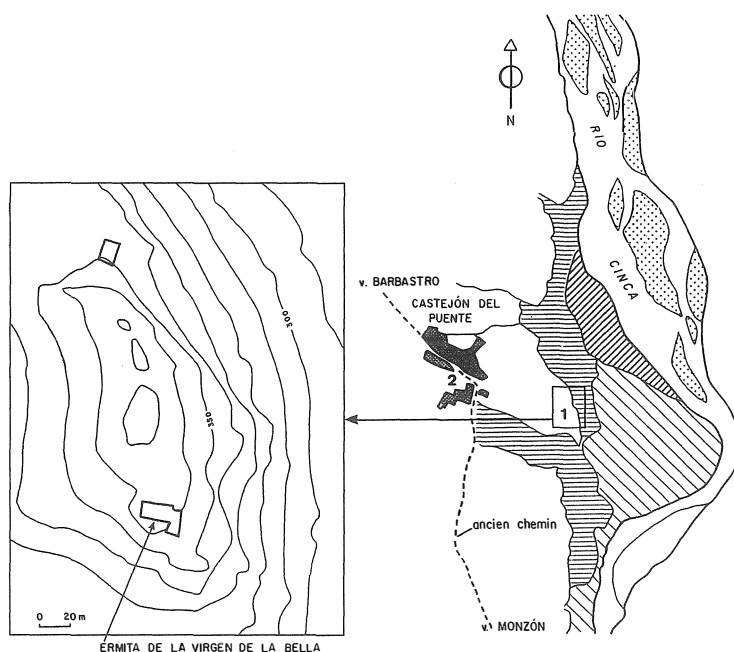 N
RIO
CINCA
v. BARBASTRO
CASTEJÓN DEL
PUENTE
2
1
300
350
ancien chemin
v. MONZÓN
0 20 m
ERMITA DE LA VIRGEN DE LA BELLA